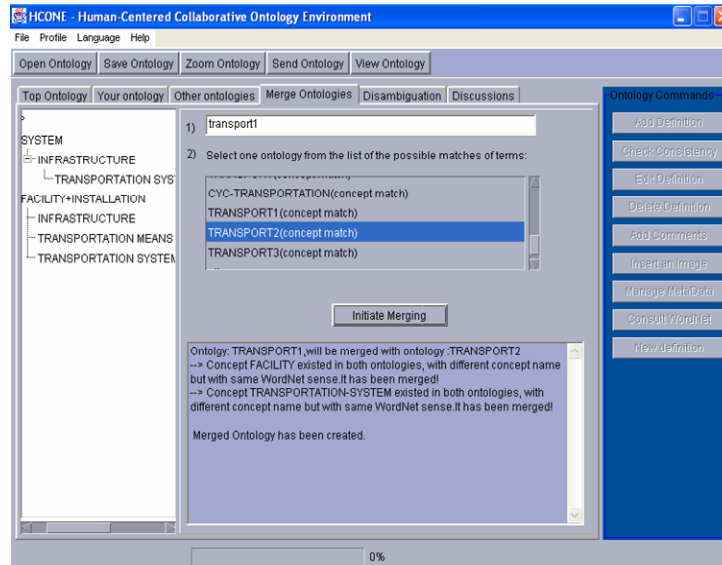 HCONE - Human-Centered Collaborative Ontology Environment
File Profile Language Help
Open Ontology Save Ontology Zoom Ontology Send Ontology View Ontology
Top Ontology Your ontology Other ontologies Merge Ontologies Disambiguation Discussions
SYSTEM
INFRASTRUCTURE
TRANSPORTATION SYS
FACILITY+INSTALLATION
INFRASTRUCTURE
TRANSPORTATION MEANS
TRANSPORTATION SYSTEM
1) transport1
2) Select one ontology from the list of the possible matches of terms:
CYC-TRANSPORTATION(concept match)
TRANSPORT1(concept match)
TRANSPORT2(concept match)
TRANSPORT3(concept match)
Initiate Merging
Ontolgy: TRANSPORT1,will be merged with ontology :TRANSPORT2
--> Concept FACILITY existed in both ontologies, with different concept name
but with same WordNet sense.It has been merged!
--> Concept TRANSPORTATION-SYSTEM existed in both ontologies, with
different concept name but with same WordNet sense.It has been merged!
Merged Ontology has been created.
Ontology Commands
Add Definition
Check Consistency
Edit Definition
Delete Definition
Add Comments
Insert an Image
Manage MetaData
Consult WordNet
New definition
0%